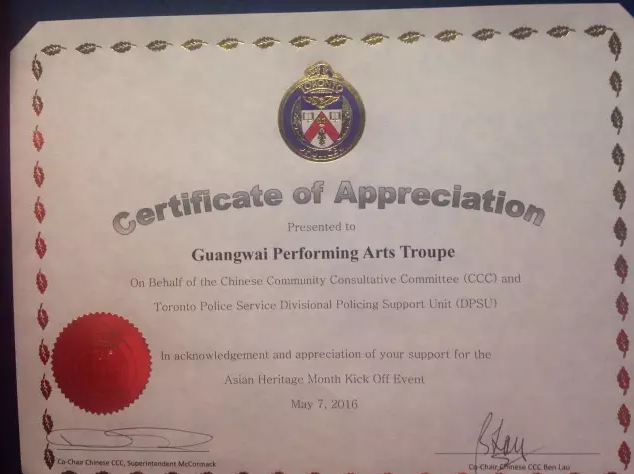 TORONTO
POLICE
Certificate of Appreciation
Presented to
Guangwai Performing Arts Troupe
On Behalf of the Chinese Community Consultative Committee (CCC) and
Toronto Police Service Divisional Policing Support Unit (DPSU)
In acknowledgement and appreciation of your support for the
Asian Heritage Month Kick Off Event
May 7, 2016
Co-Chair Chinese CCC, Superintendent McCormack
Co-Chair Chinese CCC Ben Lau